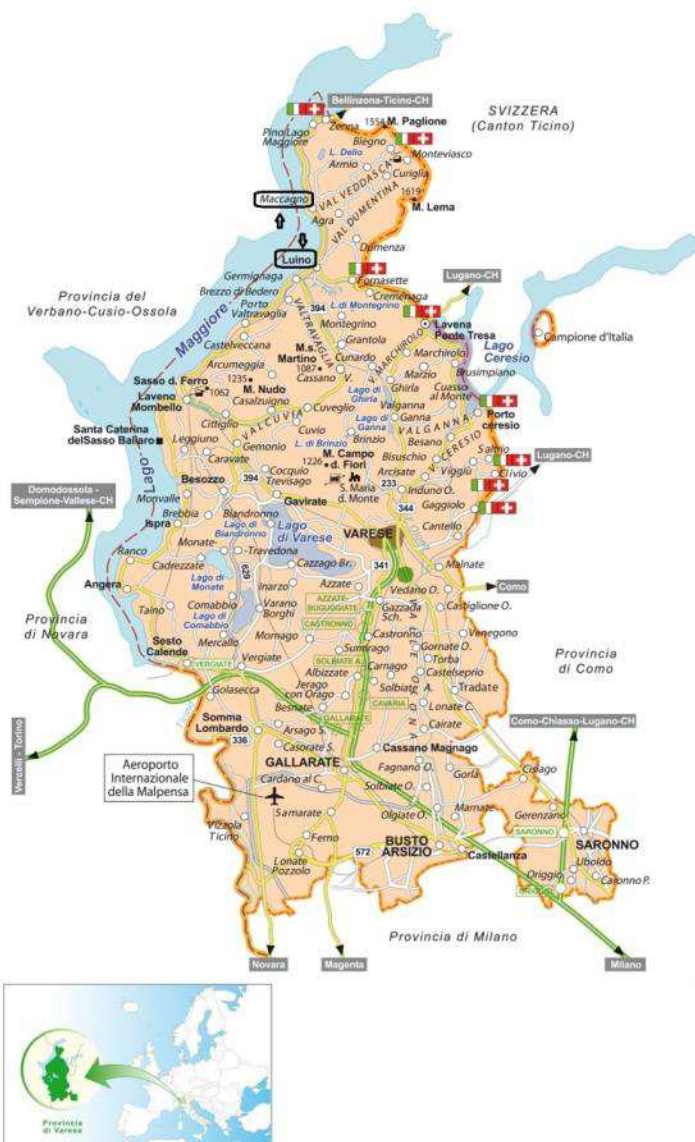 Bellinzona-Ticino-CH
SVIZZERA
(Canton Ticino)
1554 M. Paglione
Zenna
Pino Lago
Maggiore
Biegno
L. Delio
Monteviasco
Armio
Curiglia
VAL VEDDASCA
VAL DUMENTINA
Maccagno
1619
M. Lema
Agra
Dumenza
Luino
Germignaga
Fornasette
Lugano-CH
Brezzo di Bedero
Cremenaga
Provincia del
Verbano-Cusio-Ossola
Porto
Valtravaglia
394
L. di Montegrino
Lavena
Ponte Tresa
Montegrino
Lago
Ceresio
Campione d'Italia
Lago Maggiore
VALTRAVAGLIA
Castelveccana
Grantola
V. MARCHIROLO
Marchirolo
M.s.
Martino
1087
Cunardo
Arcumeggia
Brusimpiano
Marzio
Sasso d. Ferro
1235
M. Nudo
Cassano
V.
Ghirla
Cuasso
al Monte
1062
Lago di
Ghirla
Laveno
Mombello
Casalzuigno
Valganna
Porto
ceresio
Cittiglio
VALCUVIA
Cuveglio
Lago di
Ganna
Ganna
VALGANNA
Santa Caterina
delSasso Ballaro
Leggiuno
Cuvio
Gemonio
L. di Brinzio
Brinzio
Besano
V. CERESIO
Caravate
M. Campo
d. Fiori
1226
Bisuschio
Saltrio
Lugano-CH
Cocquio
Trevisago
Arcisate
Viggiù
Clivio
Domodossola -
Sempione-Vallese-CH
Monvalle
Besozzo
394
S. Maria
d. Monte
233
Induno O.
Gavirate
344
Gaggiolo
Brebbia
Biandronno
Ispra
Lago di
Biandronno
Lago
di Varese
VARESE
Cantello
Monate
Travedona
Ranco
Cadrezzate
Cazzago Br.
341
Malnate
Lago di
Monate
629
Inarzo
Azzate
Vedano O.
Como
Angera
Comabbio
AZZATE-
BUGUGGIATE
Gazzada
Sch.
Castiglione O.
Provincia
di Novara
Taino
Lago di
Comabbio
Varano
Borghi
CASTRONNO
Castronno
Venegono
VALLE OLONA
Mercallo
Mornago
Sumirago
Gornate O.
Provincia
di Como
Sesto
Calende
SOLBIATE A.
Carnago
Torba
VERGIATE
Vergiate
Albizzate
Castelseprio
Golasecca
Jerago
con Orago
Solbiate A.
Tradate
Ticino
Besnate
CAVARIA
Lonate C.
Como-Chiasso-Lugano-CH
GALLARATE
Somma
Lombardo
Arsago S.
Cairate
336
Casorate S.
Cassano Magnago
Vercelli - Torino
Aeroporto
Internazionale
della Malpensa
GALLARATE
Fagnano O.
Gorla
Cislago
Cardano al C.
Solbiate O.
Samarate
Olgiate O.
Marnate
Gerenzano
Vizzola
Ticino
SARONNO
Ferno
BUSTO
ARSIZIO
SARONNO
572
Castellanza
Uboldo
Lonate
Pozzolo
Origgio
Caronno P.
Provincia di Milano
Novara
Magenta
Milano
Provincia
di Varese